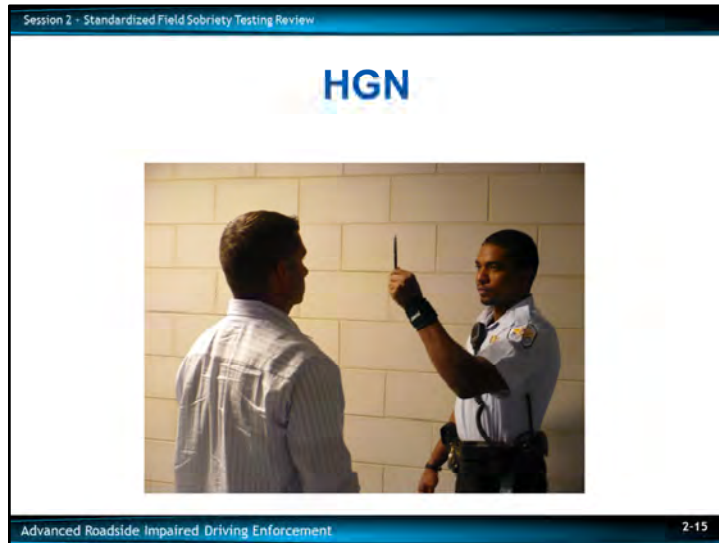 Session 2 - Standardized Field Sobriety Testing Review
HGN
Advanced Roadside Impaired Driving Enforcement
2-15